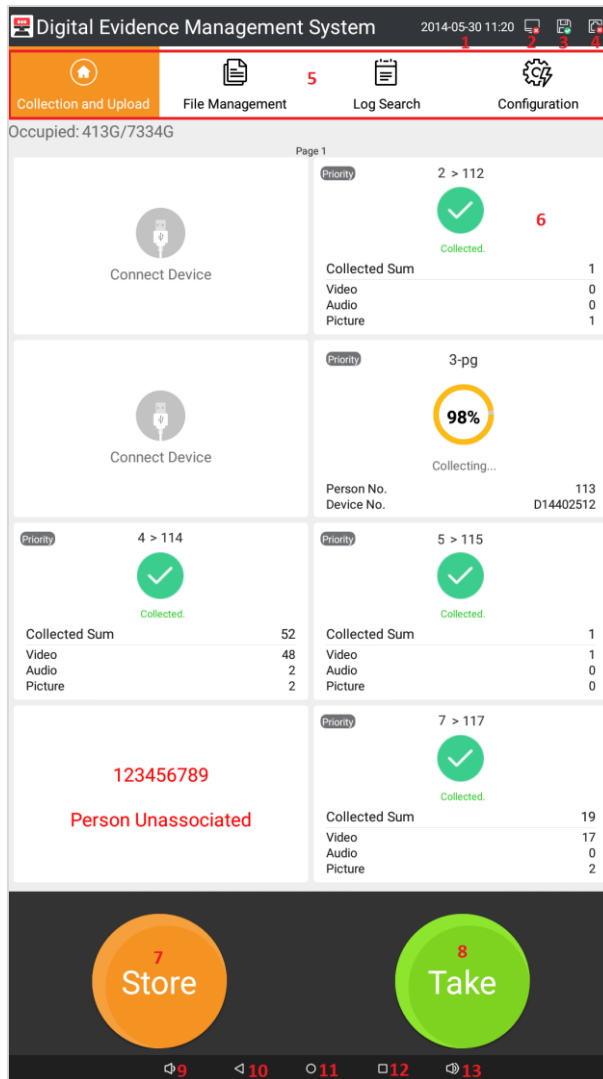 Digital Evidence Management System 2014-05-30 11:20
1 2 3 4
5
Collection and Upload File Management Log Search Configuration
Occupied: 413G/7334G
Page 1
Connect Device
Priority 2 > 112
6
Collected.
Collected Sum 1
Video 0
Audio 0
Picture 1
Connect Device
Priority 3-pg
98%
Collecting...
Person No. 113
Device No. D14402512
Priority 4 > 114
Collected.
Collected Sum 52
Video 48
Audio 2
Picture 2
Priority 5 > 115
Collected.
Collected Sum 1
Video 1
Audio 0
Picture 0
123456789
Person Unassociated
Priority 7 > 117
Collected.
Collected Sum 19
Video 17
Audio 0
Picture 2
7
Store
8
Take
9 10 11 12 13